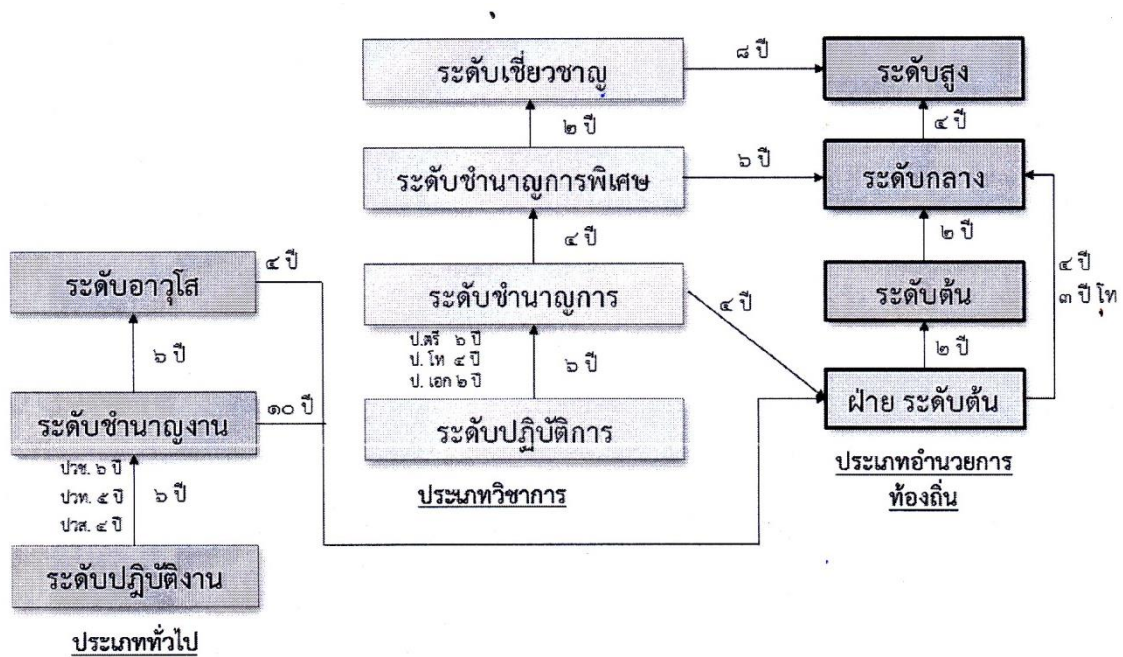 ระดับเชี่ยวชาญ
๘ ปี
ระดับสูง
๒ ปี
๔ ปี
ระดับชำนาญการพิเศษ
๖ ปี
ระดับกลาง
๔ ปี
๒ ปี
ระดับอาวุโส
๔ ปี
ระดับชำนาญการ
๔ ปี
ระดับต้น
๔ ปี
๓ ปี โท
๖ ปี
ป.ตรี ๖ ปี
ป. โท ๔ ปี
ป. เอก ๒ ปี
๖ ปี
๒ ปี
ระดับชำนาญงาน
๑๐ ปี
ระดับปฏิบัติการ
ฝ่าย ระดับต้น
ปวช. ๖ ปี
ปวท. ๕ ปี
ปวส. ๔ ปี
๖ ปี
ประเภทวิชาการ
ประเภทอำนวยการ
ท้องถิ่น
ระดับปฏิบัติงาน
ประเภททั่วไป